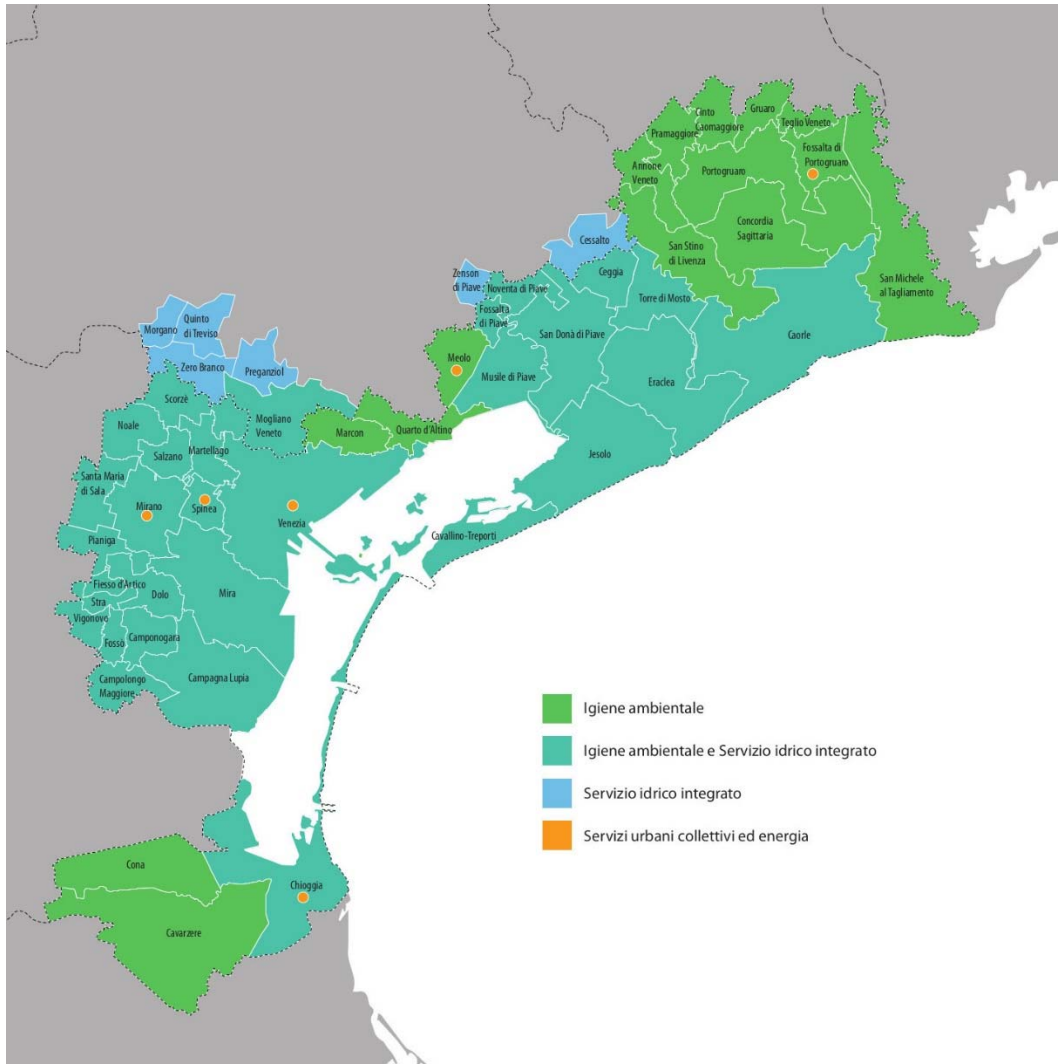 Gruaro
Cinto
Caomaggiore
Teglio Veneto
Pramaggiore
Fossalta di
Portogruaro
Annone
Veneto
Portogruaro
Concordia
Sagittaria
San Stino
di Livenza
San Michele
al Tagliamento
Cessalto
Ceggia
Zenson
di Piave
Noventa di Piave
Torre di Mosto
Fossalta
di Piave
San Donà di Piave
Caorle
Morgano
Quinto
di Treviso
Zero Branco
Preganziol
Meolo
Musile di Piave
Eraclea
Scorzè
Mogliano
Veneto
Marcon
Quarto d'Altino
Jesolo
Noale
Salzano
Martellago
Santa Maria
di Sala
Mirano
Spinea
Venezia
Cavallino-Treporti
Pianiga
Fiesso d'Artico
Dolo
Mira
Stra
Vigonovo
Fossò
Camponogara
Campolongo
Maggiore
Campagna Lupia
Igiene ambientale
Igiene ambientale e Servizio idrico integrato
Servizio idrico integrato
Servizi urbani collettivi ed energia
Cona
Chioggia
Cavarzere